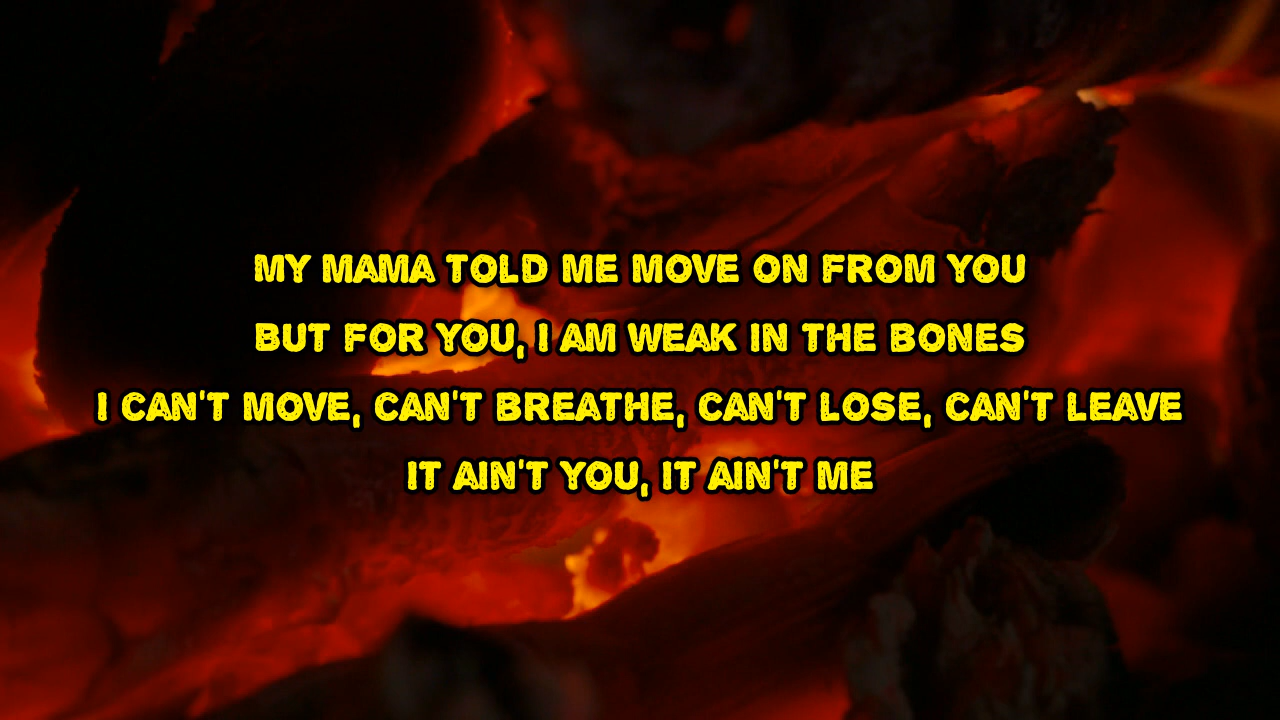 MY MAMA TOLD ME MOVE ON FROM YOU
BUT FOR YOU, I AM WEAK IN THE BONES
I CAN'T MOVE, CAN'T BREATHE, CAN'T LOSE, CAN'T LEAVE
IT AIN'T YOU, IT AIN'T ME